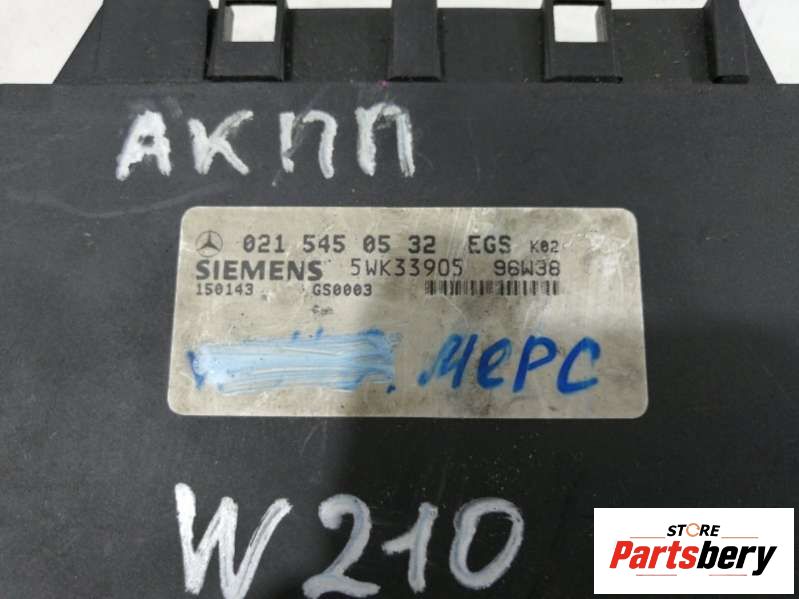 АКПП
021 545 05 32 EGS K02
SIEMENS 5WK33905 96W38
150143 GS0003
МЕРС
W210
STORE
Partsbery